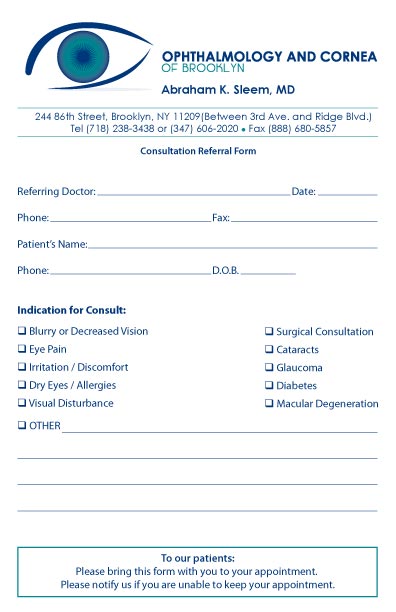 OPHTHALMOLOGY AND CORNEA
OF BROOKLYN
Abraham K. Sleem, MD
244 86th Street, Brooklyn, NY 11209(Between 3rd Ave. and Ridge Blvd.)
Tel (718) 238-3438 or (347) 606-2020 • Fax (888) 680-5857
Consultation Referral Form
Referring Doctor: Date:
Phone: Fax:
Patient's Name:
Phone: D.O.B.
Indication for Consult:
❑ Blurry or Decreased Vision ❑ Surgical Consultation
❑ Eye Pain ❑ Cataracts
❑ Irritation / Discomfort ❑ Glaucoma
❑ Dry Eyes / Allergies ❑ Diabetes
❑ Visual Disturbance ❑ Macular Degeneration
❑ OTHER
To our patients:
Please bring this form with you to your appointment.
Please notify us if you are unable to keep your appointment.